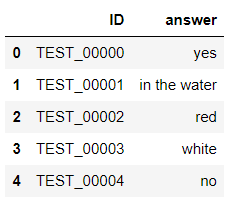 ID answer
0 TEST_00000 yes
1 TEST_00001 in the water
2 TEST_00002 red
3 TEST_00003 white
4 TEST_00004 no